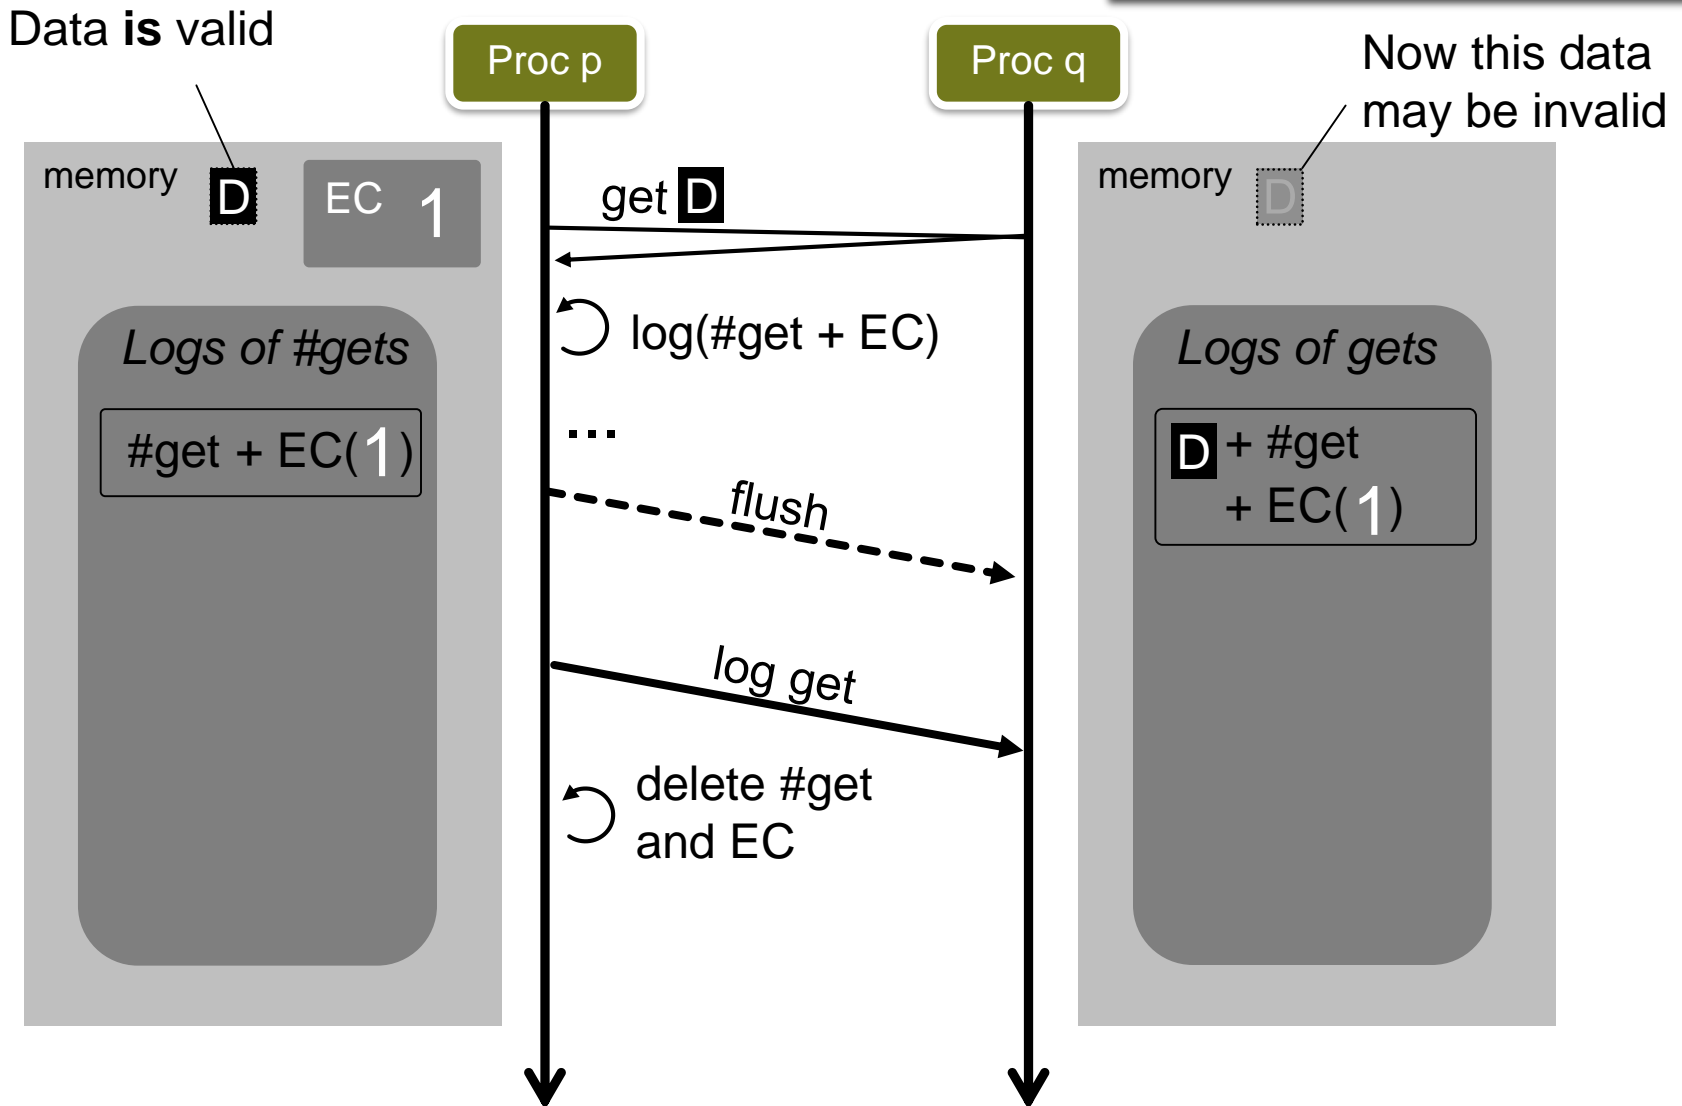 Data is valid
Proc p
Proc q
Now this data
may be invalid
memory
D
EC 1
get D
memory
D
Logs of #gets
log(#get + EC)
Logs of gets
#get + EC(1)
...
D + #get
+ EC(1)
flush
log get
delete #get
and EC